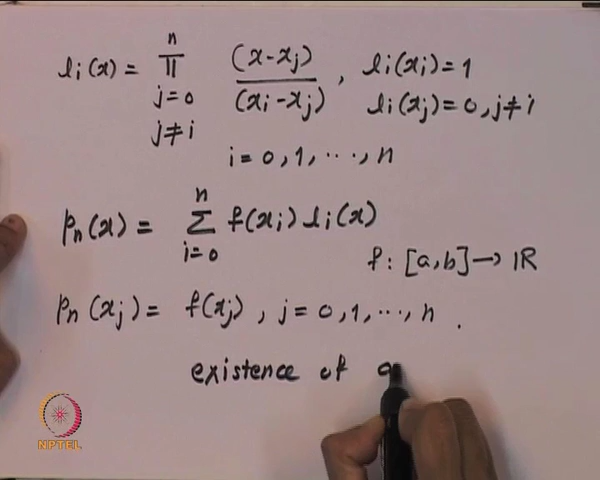 n
li(x) = Π (x-xj) / (xi-xj) , li(xi)=1
j=0 li(xj)=0, j≠i
j≠i
i = 0, 1, ..., n
n
pn(x) = Σ f(xi) li(x)
i=0
f: [a,b] → IR
pn(xj) = f(xj), j = 0, 1, ..., n .
existence of
NPTEL